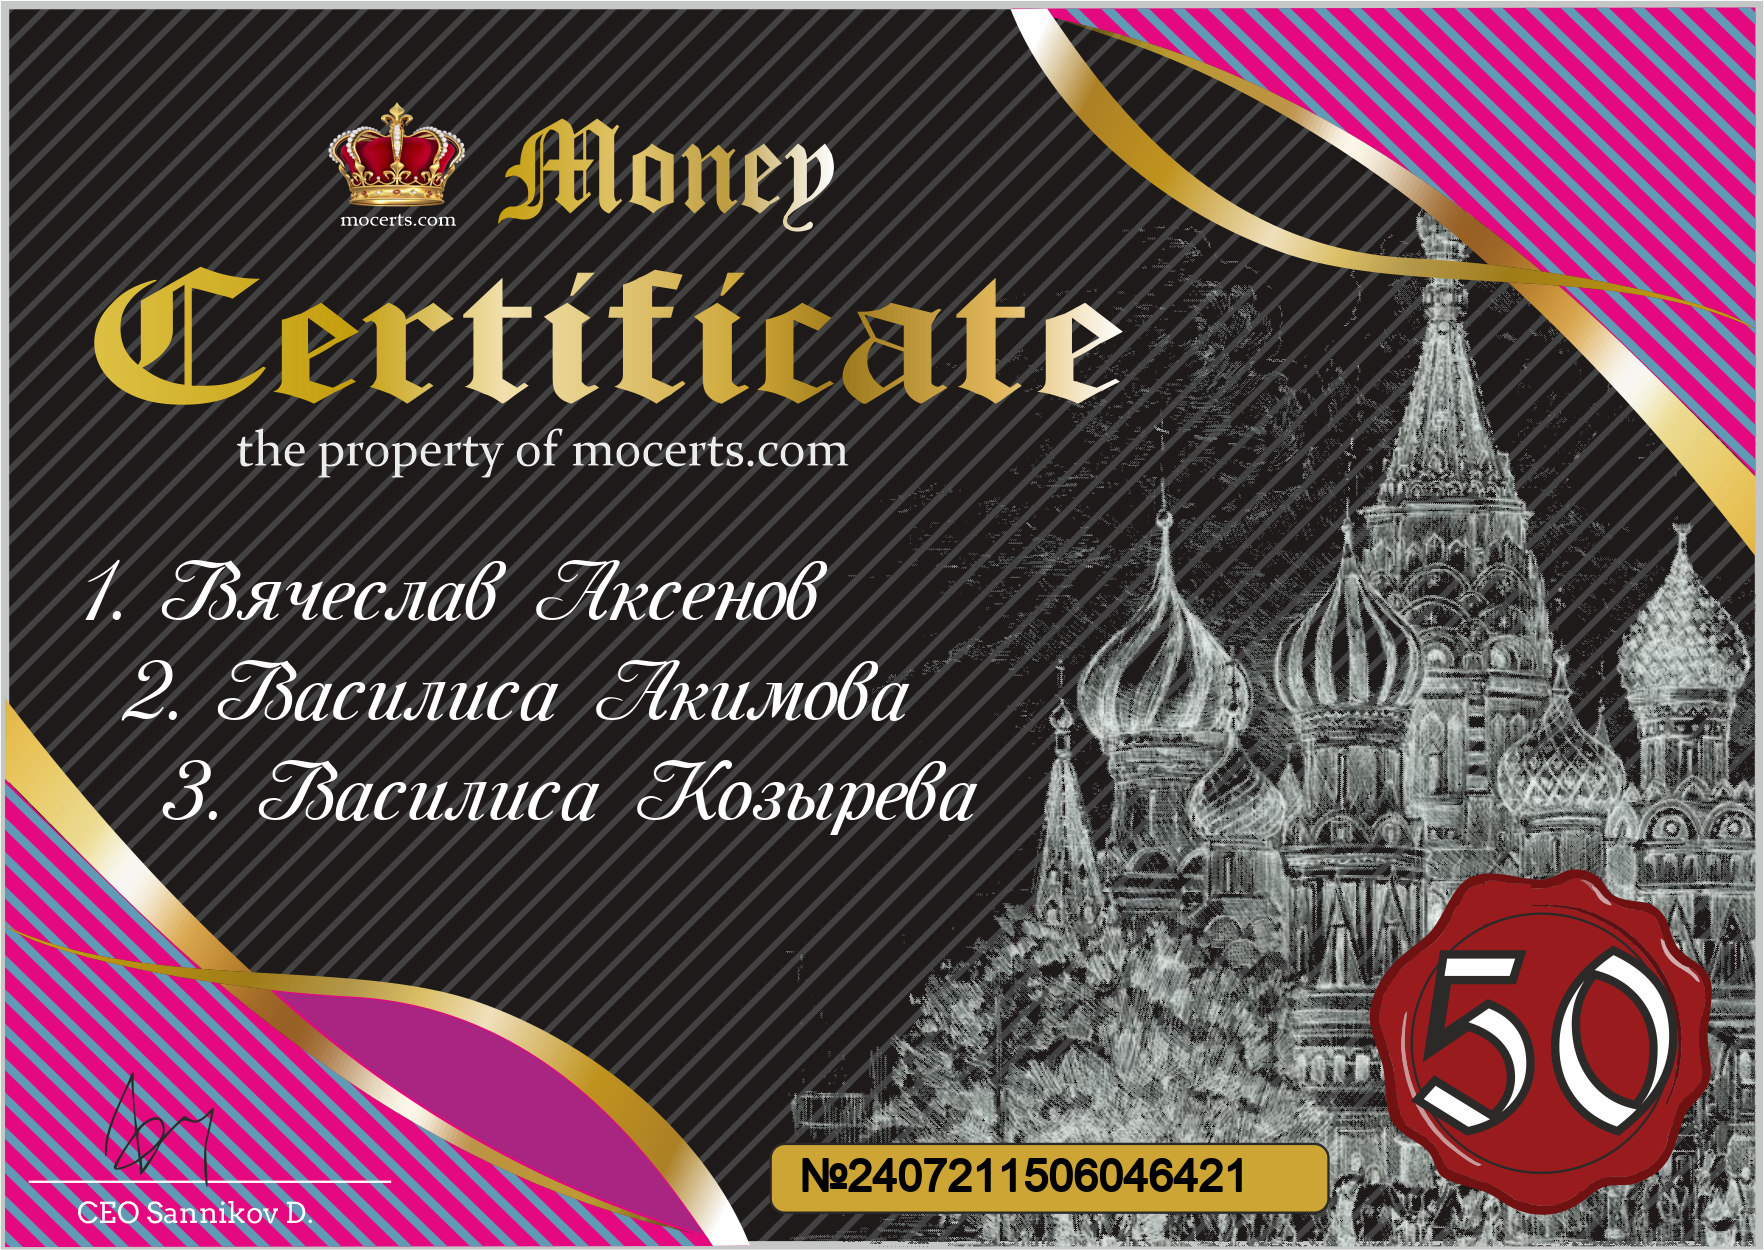 mocerts.com
Money
Certificate
the property of mocerts.com
1. Вячеслав Аксенов
2. Василиса Акимова
3. Василиса Козырева
50
№2407211506046421
CEO Sannikov D.